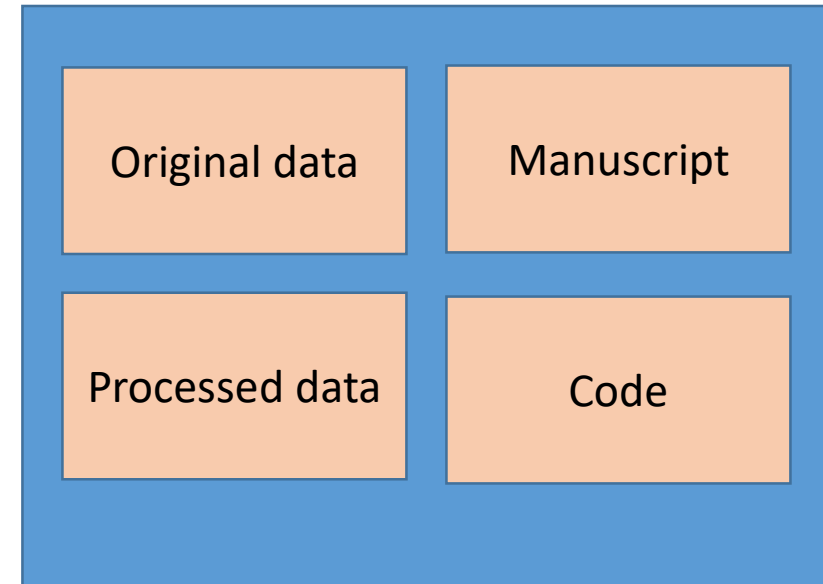 Original data
Manuscript
Processed data
Code